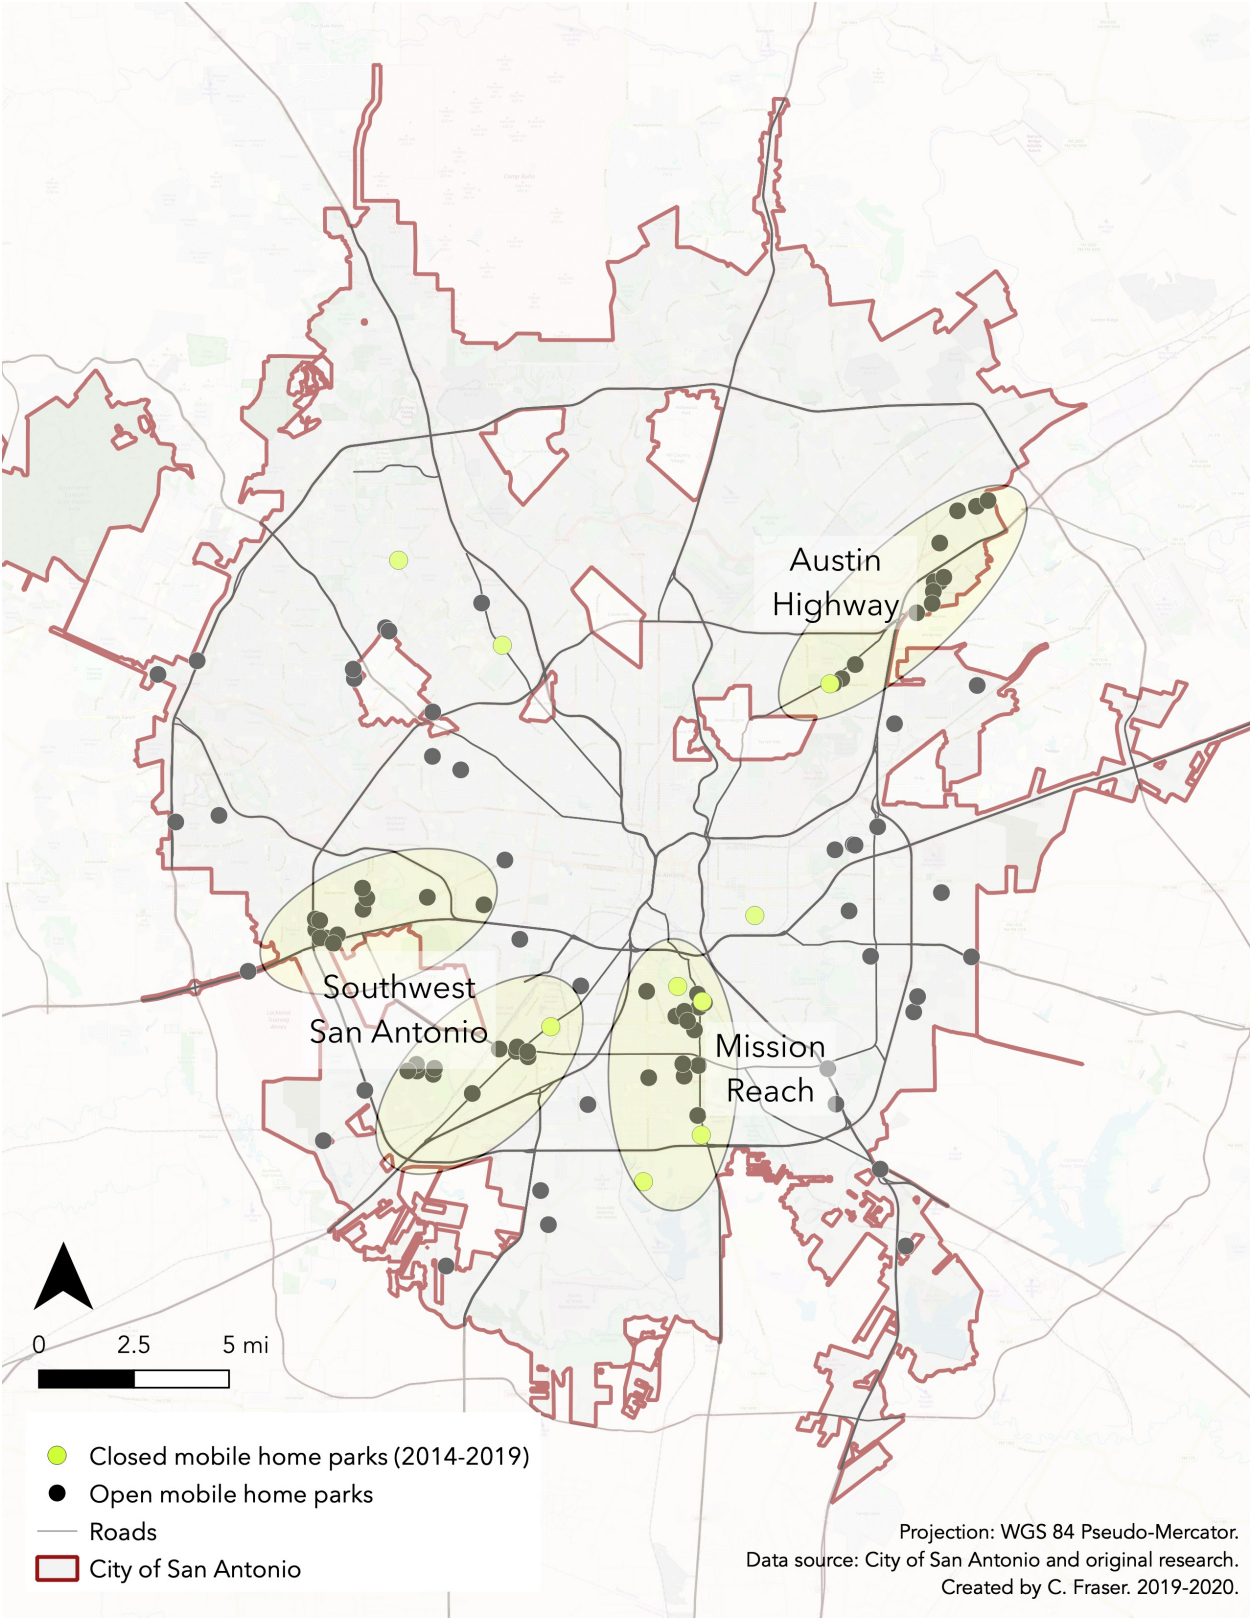 Austin
Highway
Southwest
San Antonio
Mission
Reach
0 2.5 5 mi
Closed mobile home parks (2014-2019)
Open mobile home parks
Roads
City of San Antonio
Projection: WGS 84 Pseudo-Mercator.
Data source: City of San Antonio and original research.
Created by C. Fraser. 2019-2020.